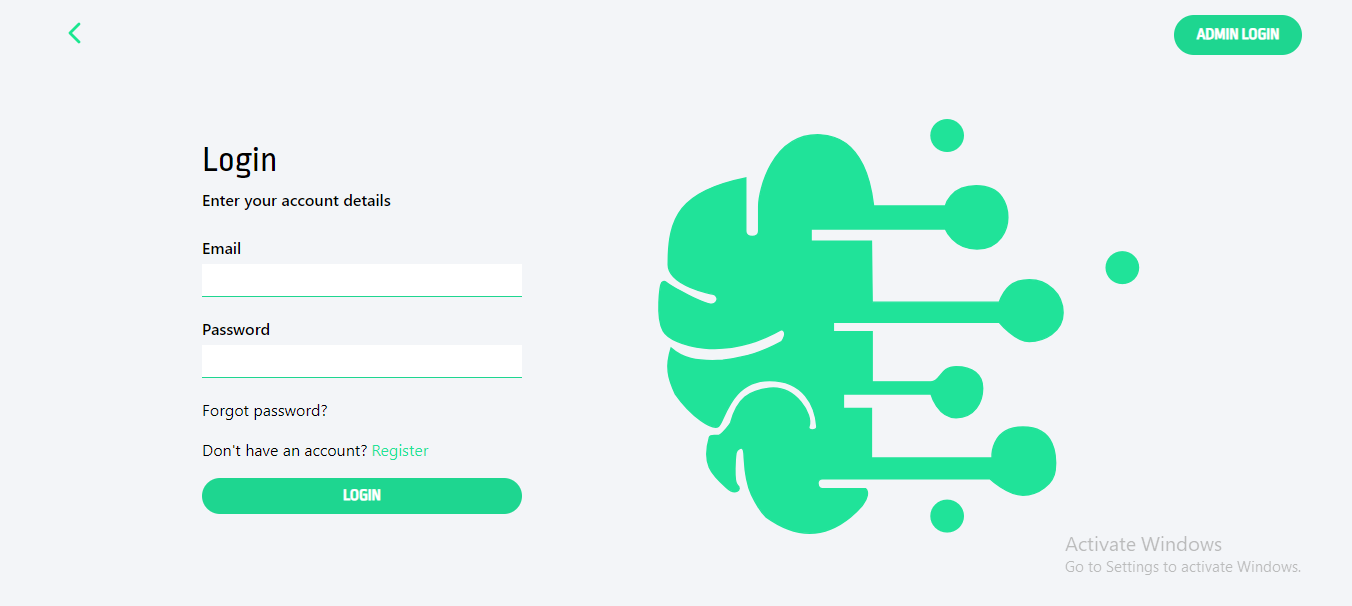 ADMIN LOGIN
Login
Enter your account details
Email
Password
Forgot password?
Don't have an account? Register
LOGIN
Activate Windows
Go to Settings to activate Windows.